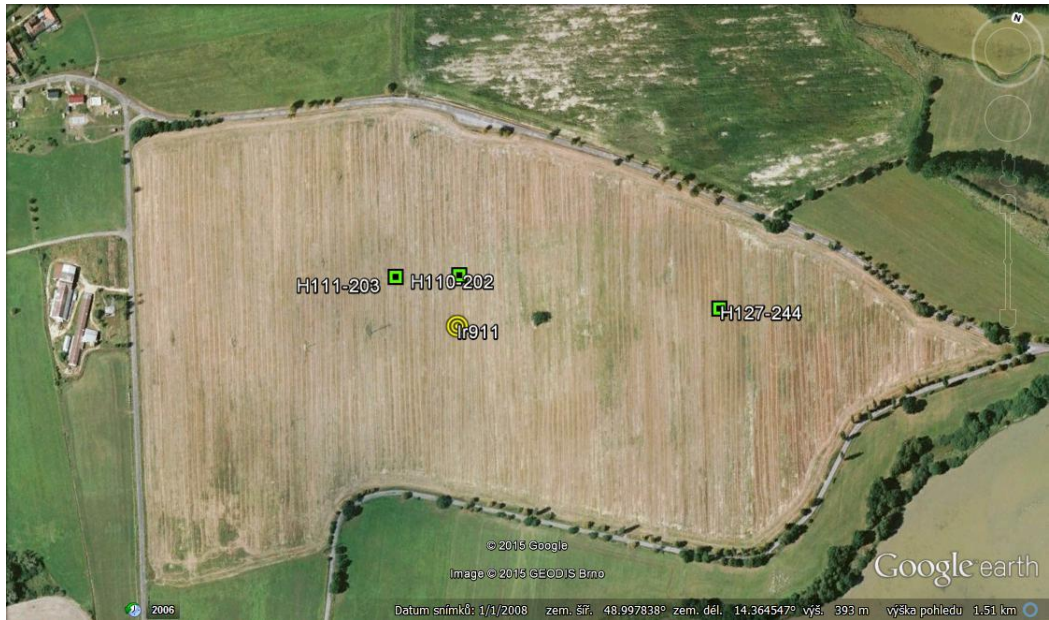 N
H111-203
H110-202
Ir911
H127-244
© 2015 Google
Image © 2015 GEODIS Brno
Google earth
2006
Datum snímků: 1/1/2008 zem. šíř. 48.997838° zem. dél. 14.364547° výš. 393 m výška pohledu 1.51 km